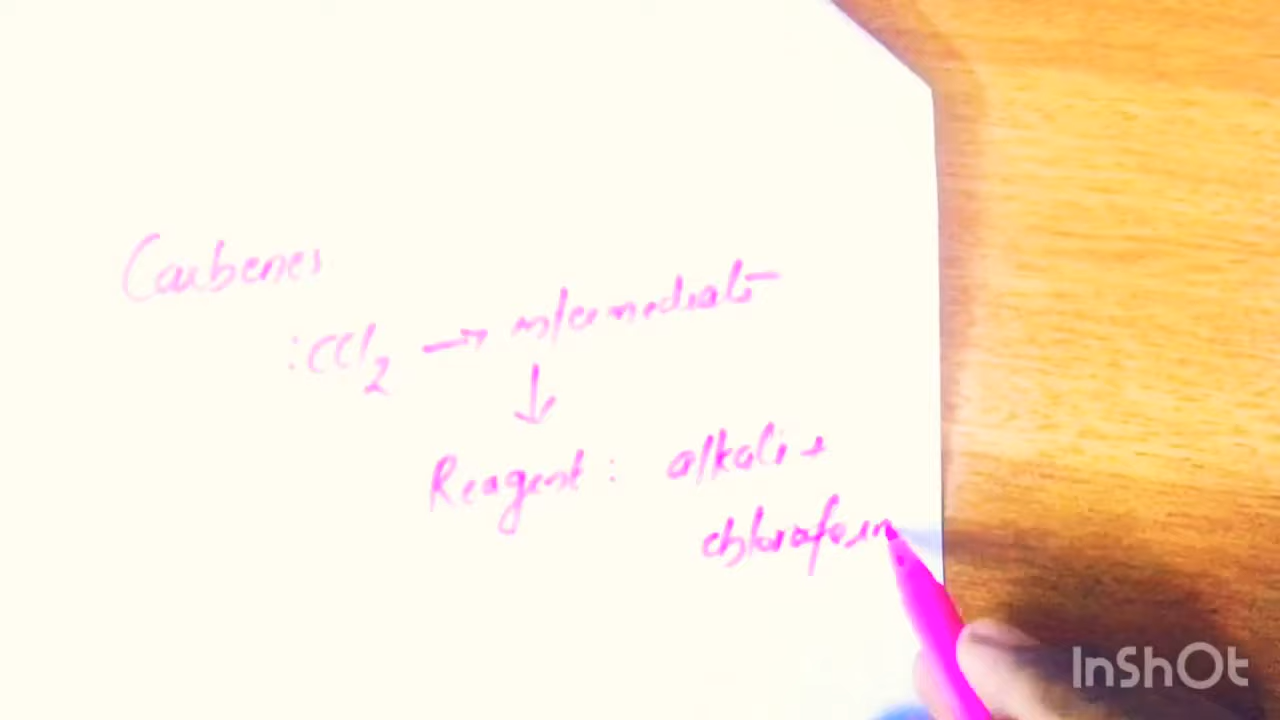 Carbenes
:CCl2 → intermediate
↓
Reagent: alkali +
chloroform
InShOt